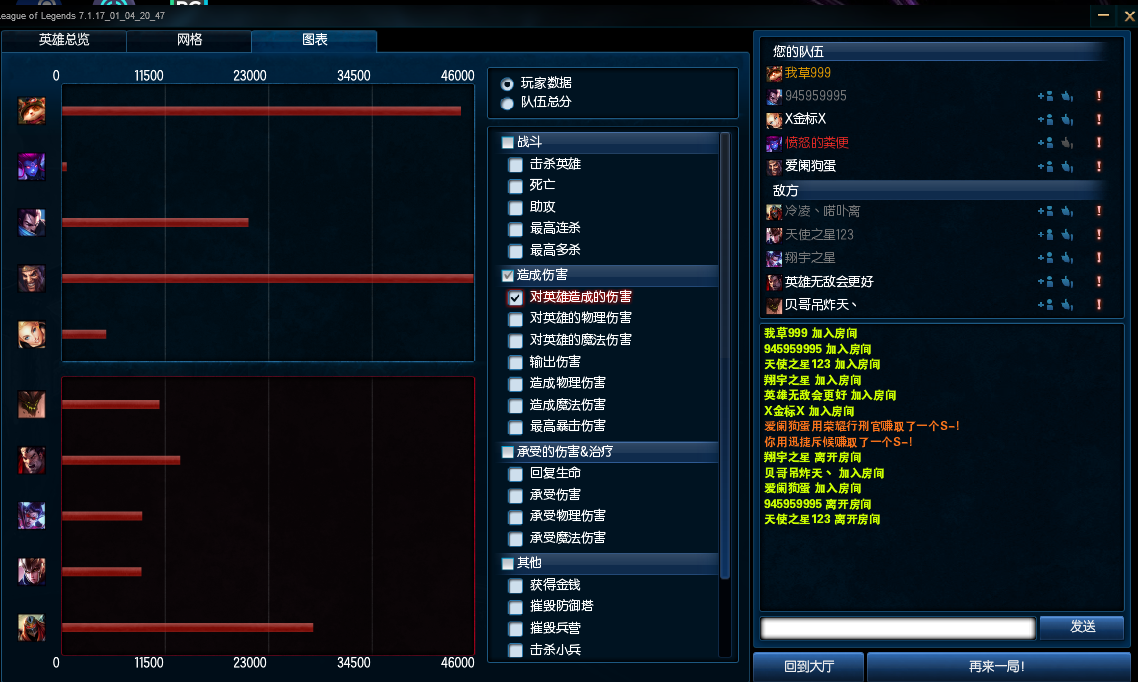 eague of Legends 7.1.17_01_04_20_47
英雄总览 网格 图表
0 11500 23000 34500 46000
玩家数据
队伍总分
战斗
击杀英雄
死亡
助攻
最高连杀
最高多杀
造成伤害
对英雄造成的伤害
对英雄的物理伤害
对英雄的魔法伤害
输出伤害
造成物理伤害
造成魔法伤害
最高暴击伤害
承受的伤害&治疗
回复生命
承受伤害
承受物理伤害
承受魔法伤害
其他
获得金钱
摧毁防御塔
摧毁兵营
击杀小兵
0 11500 23000 34500 46000
您的队伍
我草999
945959995
X金标X
愤怒的粪便
爱阑狗蛋
敌方
冷凌丶喏卟离
天使之星123
翔宇之星
英雄无敌会更好
贝哥吊炸天丶
我草999 加入房间
945959995 加入房间
天使之星123 加入房间
翔宇之星 加入房间
英雄无敌会更好 加入房间
X金标X 加入房间
爱阑狗蛋用荣耀行刑官赚取了一个S-！
你用迅捷斥候赚取了一个S-！
翔宇之星 离开房间
贝哥吊炸天丶 加入房间
爱阑狗蛋 加入房间
945959995 离开房间
天使之星123 离开房间
发送
回到大厅 再来一局!